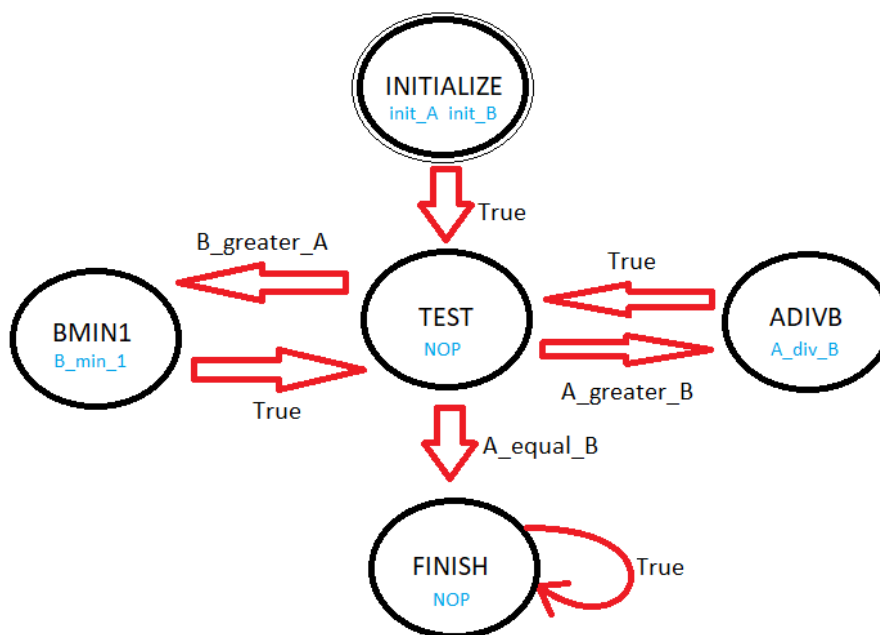 INITIALIZE
init_A init_B
True
B_greater_A
True
BMIN1
B_min_1
TEST
NOP
ADIVB
A_div_B
True
A_greater_B
A_equal_B
FINISH
NOP
True